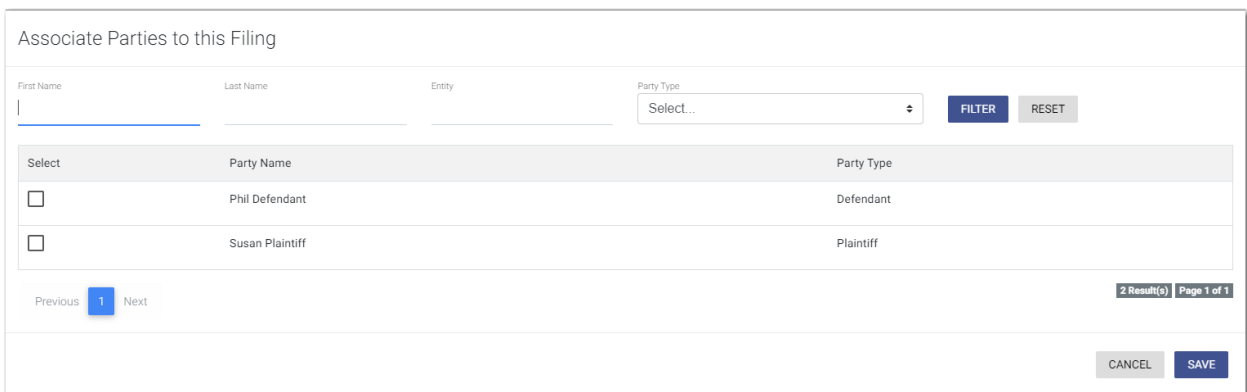 Associate Parties to this Filing
First Name Last Name Entity Party Type
Select... FILTER RESET
Select Party Name Party Type
Phil Defendant Defendant
Susan Plaintiff Plaintiff
Previous 1 Next 2 Result(s) Page 1 of 1
CANCEL SAVE